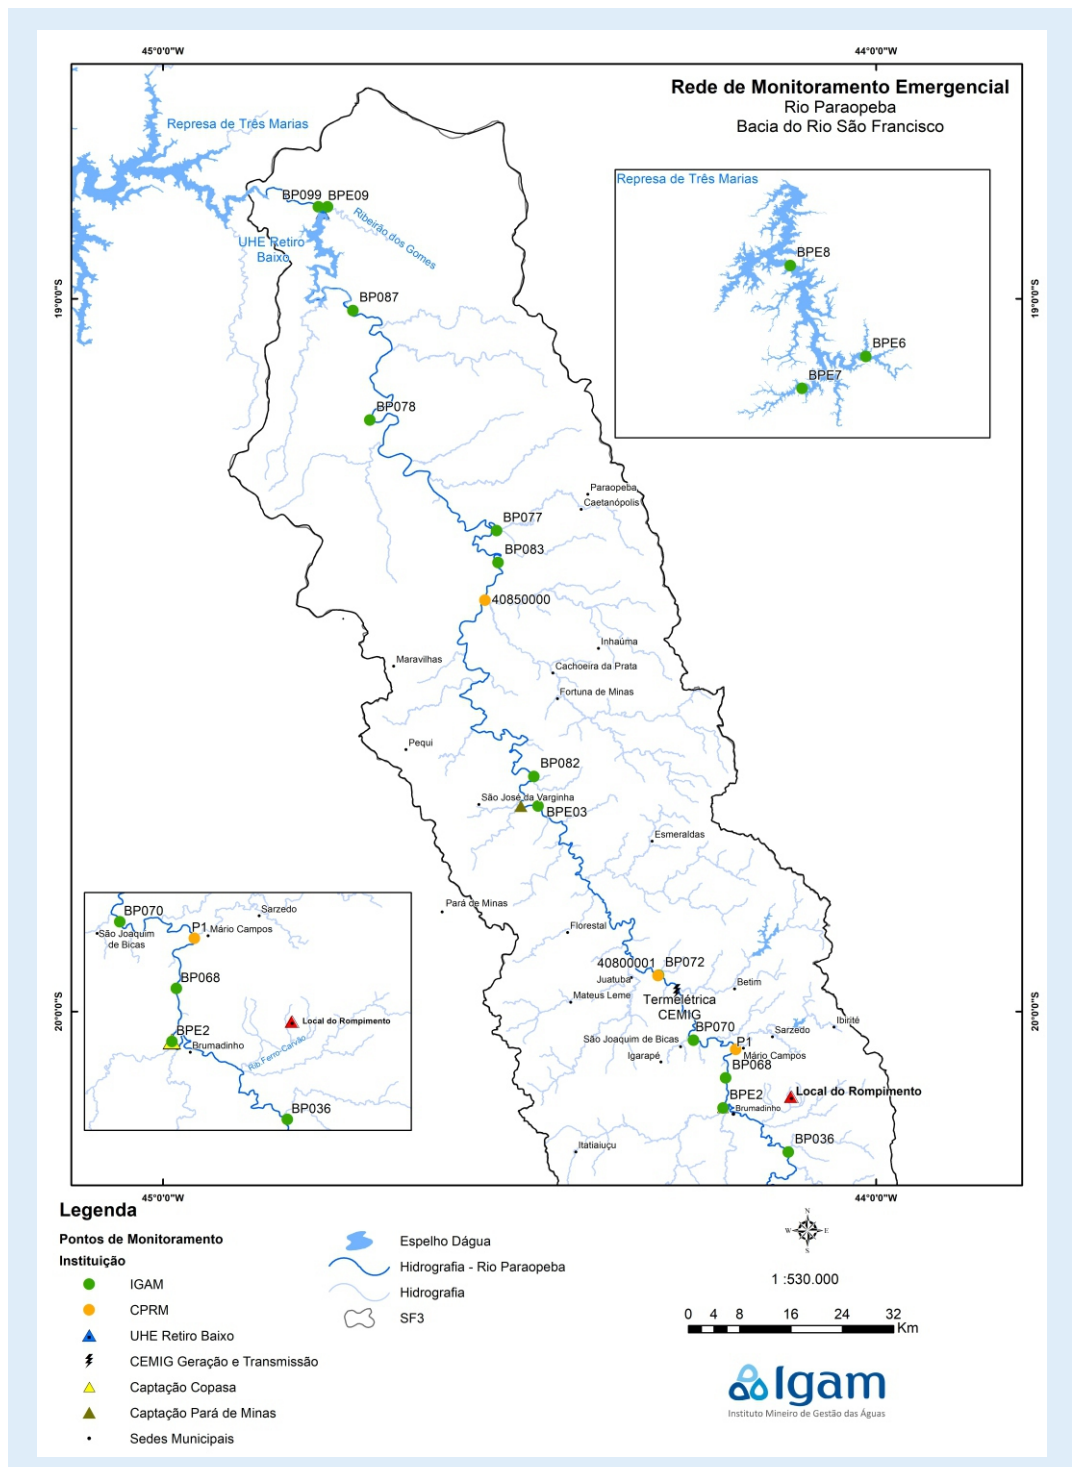 45°0'0"W
44°0'0"W
Rede de Monitoramento Emergencial
Rio Paraopeba
Bacia do Rio São Francisco
Represa de Três Marias
Represa de Três Marias
BP099
BPE09
Ribeirão dos Gomes
UHE Retiro
Baixo
BPE8
19°0'0"S
19°0'0"S
BP087
BPE6
BPE7
BP078
Paraopeba
Caetanópolis
BP077
BP083
40850000
Inhaúma
Maravilhas
Cachoeira da Prata
Fortuna de Minas
Pequi
BP082
São José da Varginha
BPE03
Esmeraldas
Pará de Minas
Florestal
40800001
BP072
Juatuba
Betim
Mateus Leme
Termelétrica
CEMIG
20°0'0"S
20°0'0"S
Ibirité
BP070
Sarzedo
São Joaquim de Bicas
P1
Igarapé
Mário Campos
BP068
Local do Rompimento
BPE2
Brumadinho
BP036
Itatiaiuçu
BP070
Sarzedo
P1
Mário Campos
São Joaquim
de Bicas
BP068
Local do Rompimento
BPE2
Brumadinho
Rio Ferro-Carvão
BP036
45°0'0"W
44°0'0"W
Legenda
Pontos de Monitoramento
Instituição
IGAM
CPRM
UHE Retiro Baixo
CEMIG Geração e Transmissão
Captação Copasa
Captação Pará de Minas
Sedes Municipais
Espelho Dágua
Hidrografia - Rio Paraopeba
Hidrografia
SF3
N
W
E
S
1 :530.000
0 4 8 16 24 32
Km
Igam
Instituto Mineiro de Gestão das Águas